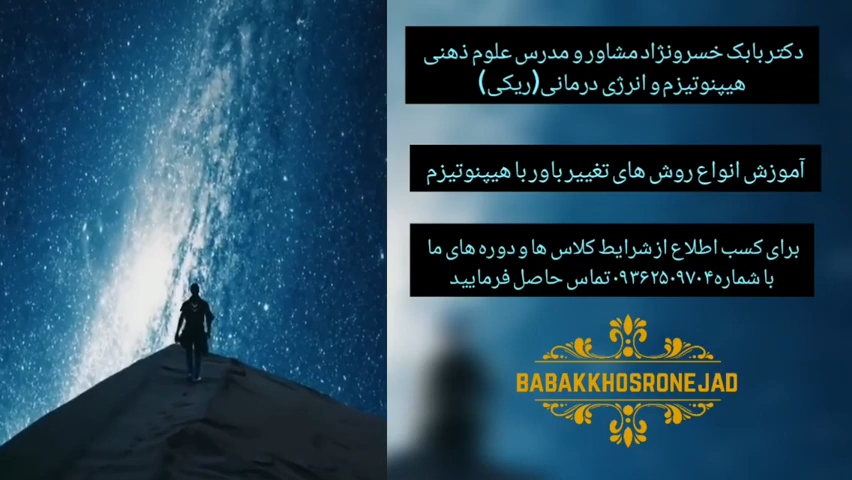 دکتر بابک خسرونژاد مشاور و مدرس علوم ذهنی
هیپنوتیزم و انرژی درمانی(ریکی)
آموزش انواع روش های تغییر باور با هیپنوتیزم
برای کسب اطلاع از شرایط کلاس ها و دوره های ما
با شماره ۰۹۳۶۲۵۰۹۷۰۴ تماس حاصل فرمایید
BABAKKHOSRONEJAD